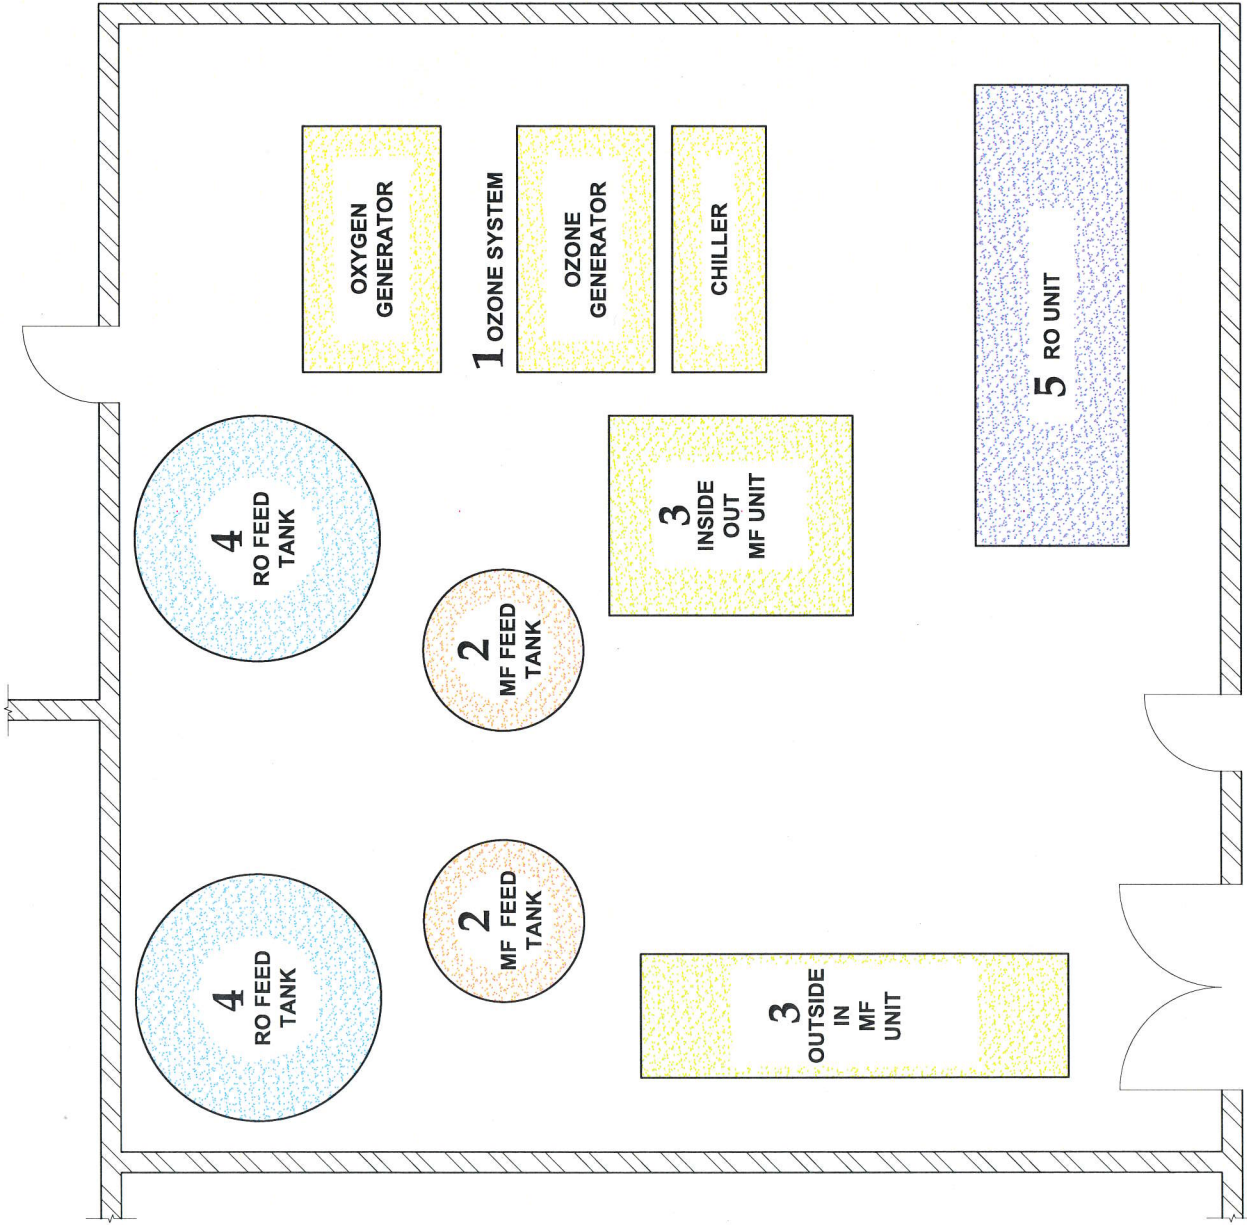 4
RO FEED
TANK
4
RO FEED
TANK
OXYGEN
GENERATOR
2
MF FEED
TANK
2
MF FEED
TANK
1 OZONE SYSTEM
OZONE
GENERATOR
3
OUTSIDE
IN
MF
UNIT
3
INSIDE
OUT
MF UNIT
CHILLER
5 RO UNIT